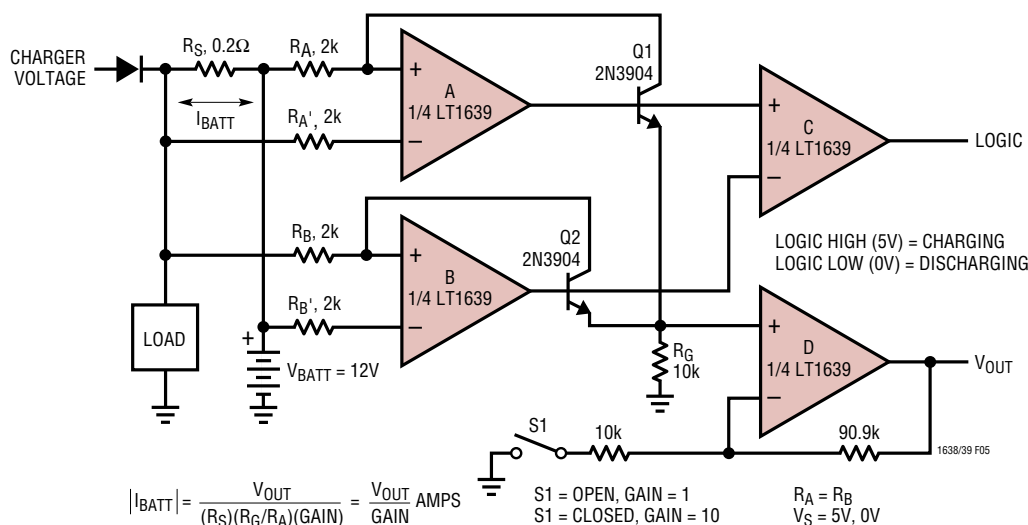 CHARGER
VOLTAGE
R_S, 0.2Ω
I_BATT
R_A, 2k
R_A', 2k
+
−
A
1/4 LT1639
Q1
2N3904
+
−
C
1/4 LT1639
LOGIC
R_B, 2k
R_B', 2k
+
−
B
1/4 LT1639
Q2
2N3904
LOGIC HIGH (5V) = CHARGING
LOGIC LOW (0V) = DISCHARGING
LOAD
+
V_BATT = 12V
R_G
10k
+
−
D
1/4 LT1639
V_OUT
S1
10k
90.9k
1638/39 F05
|I_BATT| = V_OUT / (R_S)(R_G/R_A)(GAIN) = V_OUT / GAIN AMPS
S1 = OPEN, GAIN = 1
S1 = CLOSED, GAIN = 10
R_A = R_B
V_S = 5V, 0V